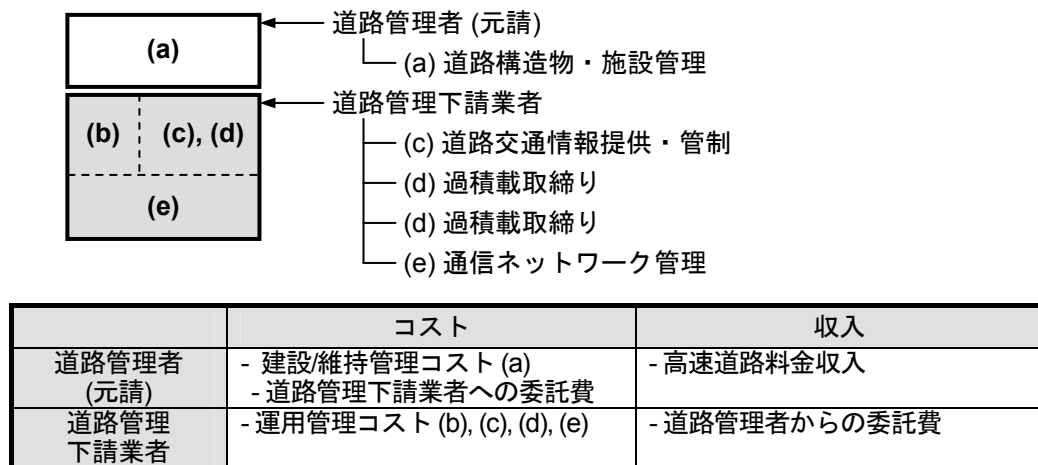 (a)
道路管理者 (元請)
(a) 道路構造物・施設管理
道路管理下請業者
(b)
(c), (d)
(e)
(c) 道路交通情報提供・管制
(d) 過積載取締り
(d) 過積載取締り
(e) 通信ネットワーク管理
コスト
収入
道路管理者
(元請)
- 建設/維持管理コスト (a)
- 道路管理下請業者への委託費
- 高速道路料金収入
道路管理
下請業者
- 運用管理コスト (b), (c), (d), (e)
- 道路管理者からの委託費